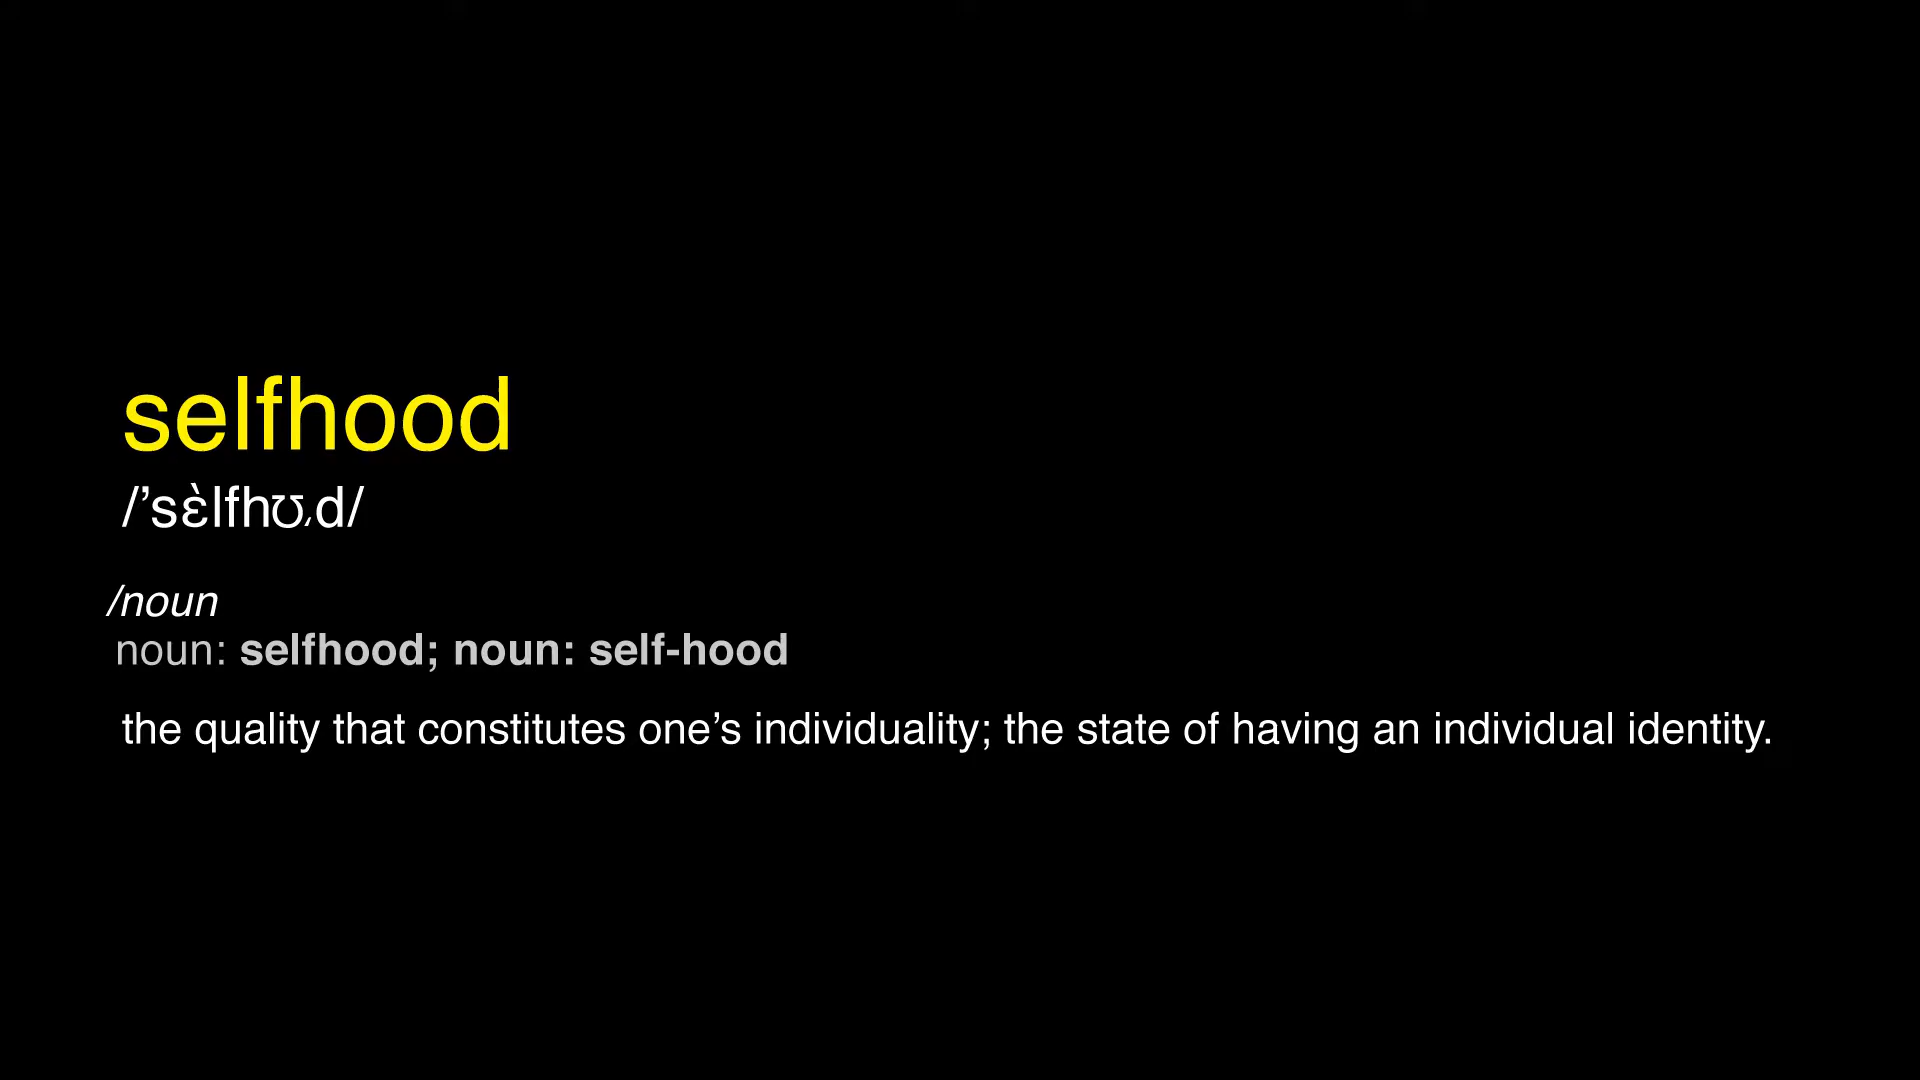 selfhood
/’sɛ̀lfhʊ,d/
/noun
noun: selfhood; noun: self-hood
the quality that constitutes one’s individuality; the state of having an individual identity.